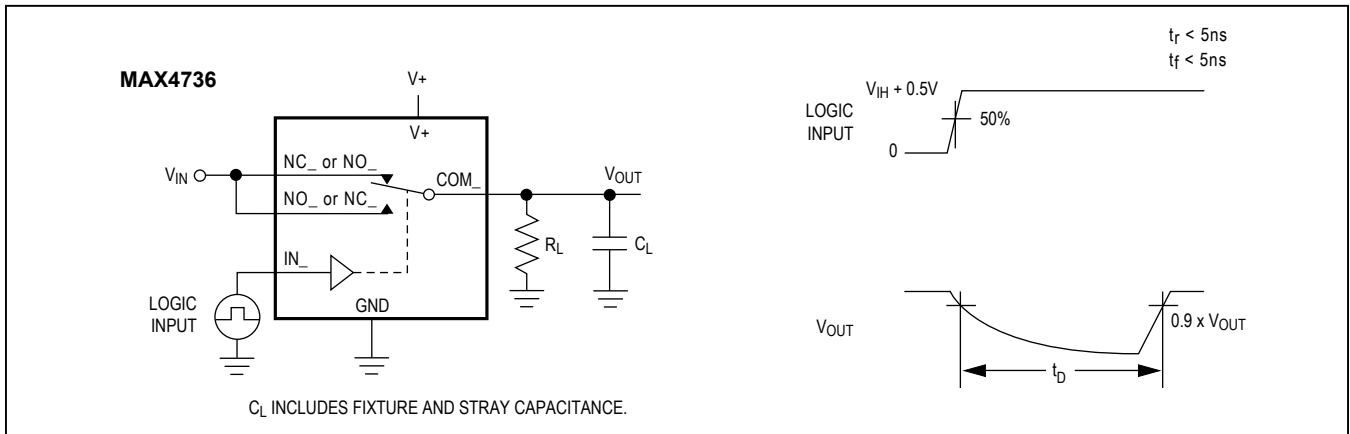 MAX4736
V+
V+
NC_ or NO_
VIN
COM_
VOUT
NO_ or NC_
RL
CL
IN_
LOGIC
INPUT
GND
CL INCLUDES FIXTURE AND STRAY CAPACITANCE.
tr < 5ns
tf < 5ns
VIH + 0.5V
LOGIC
INPUT
50%
0
VOUT
0.9 x VOUT
tD